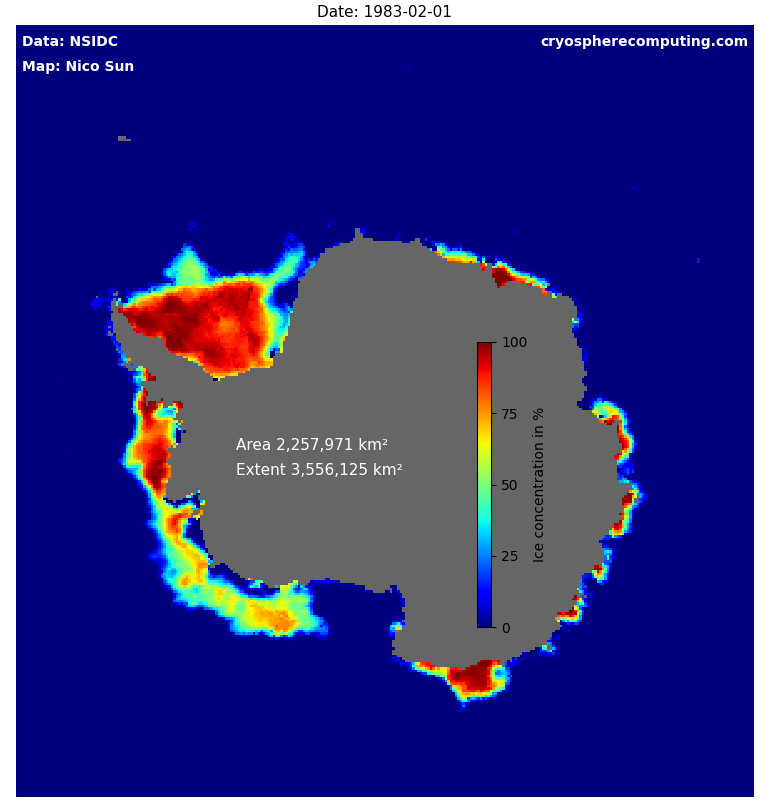 Date: 1983-02-01
Data: NSIDC
cryospherecomputing.com
Map: Nico Sun
100
75
50
25
0
Ice concentration in %
Area 2,257,971 km²
Extent 3,556,125 km²